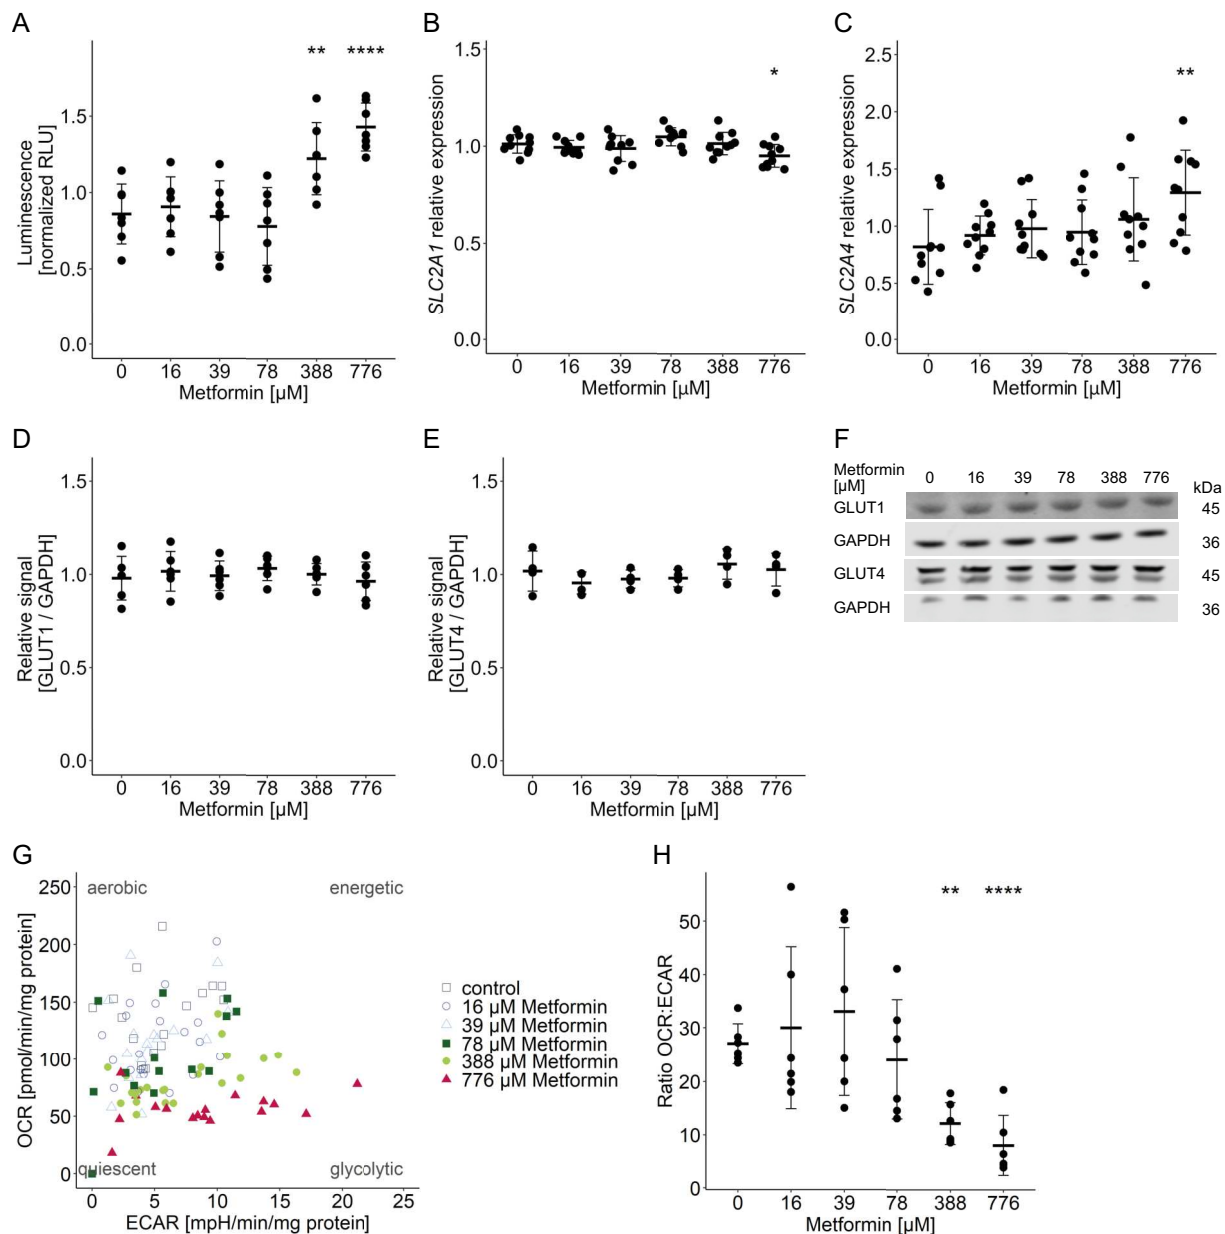 A
Luminescence
[normalized RLU]
** ****
1.5
1.0
0.5
0.0
0 16 39 78 388 776
Metformin [µM]
B
SLC2A1 relative expression
*
1.5
1.0
0.5
0.0
0 16 39 78 388 776
Metformin [µM]
C
SLC2A4 relative expression
**
2.5
2.0
1.5
1.0
0.5
0.0
0 16 39 78 388 776
Metformin [µM]
D
Relative signal
[GLUT1 / GAPDH]
1.5
1.0
0.5
0.0
0 16 39 78 388 776
Metformin [µM]
E
Relative signal
[GLUT4 / GAPDH]
1.5
1.0
0.5
0.0
0 16 39 78 388 776
Metformin [µM]
F
Metformin
[µM]
0 16 39 78 388 776
kDa
GLUT1 45
GAPDH 36
GLUT4 45
GAPDH 36
G
OCR [pmol/min/mg protein]
250
200
150
100
50
0
aerobic energetic
quiescent glycolytic
0 5 10 15 20 25
ECAR [mpH/min/mg protein]
control
16 µM Metformin
39 µM Metformin
78 µM Metformin
388 µM Metformin
776 µM Metformin
H
Ratio OCR:ECAR
** ****
50
40
30
20
10
0
0 16 39 78 388 776
Metformin [µM]